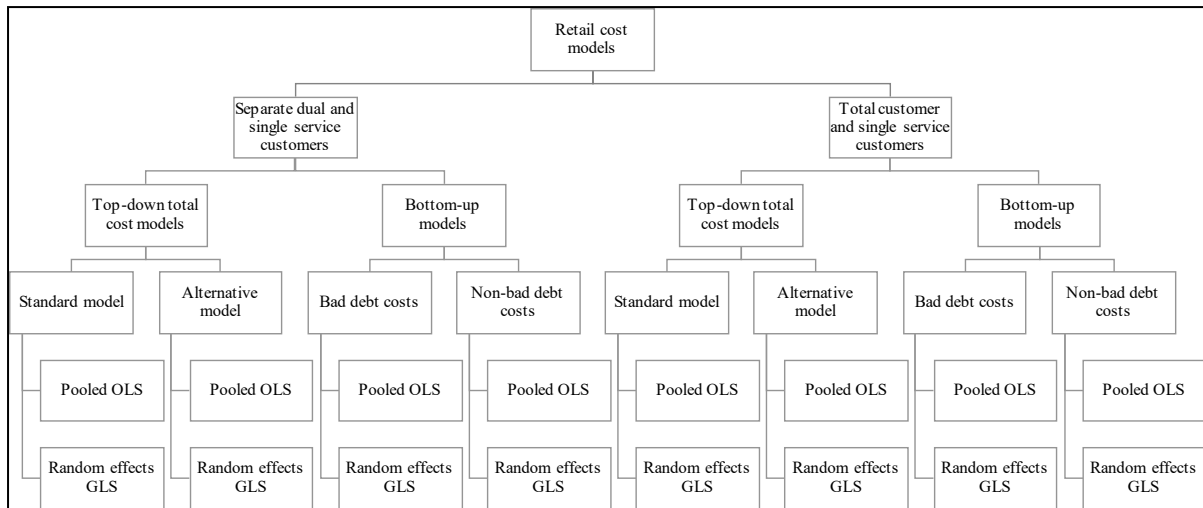 Retail cost
models
Separate dual and
single service
customers
Total customer
and single service
customers
Top-down total
cost models
Bottom-up
models
Top-down total
cost models
Bottom-up
models
Standard model
Alternative
model
Bad debt costs
Non-bad debt
costs
Standard model
Alternative
model
Bad debt costs
Non-bad debt
costs
Pooled OLS
Pooled OLS
Pooled OLS
Pooled OLS
Pooled OLS
Pooled OLS
Pooled OLS
Pooled OLS
Random effects
GLS
Random effects
GLS
Random effects
GLS
Random effects
GLS
Random effects
GLS
Random effects
GLS
Random effects
GLS
Random effects
GLS